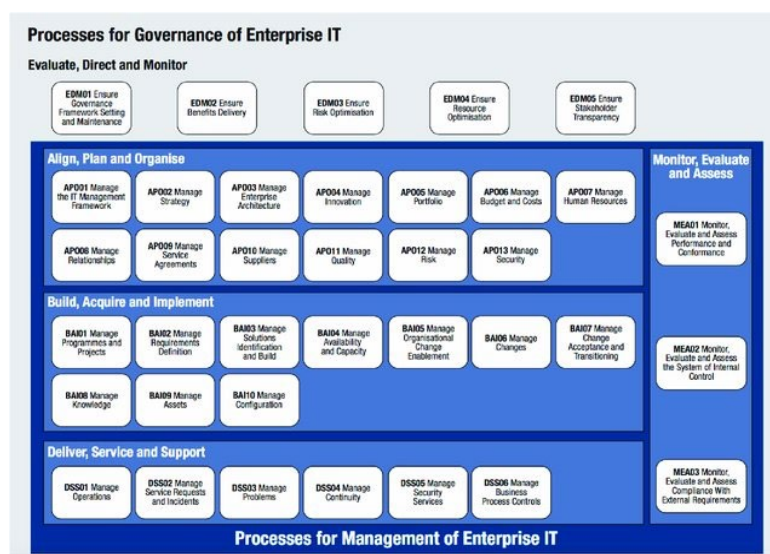 Processes for Governance of Enterprise IT
Evaluate, Direct and Monitor
EDM01 Ensure
Governance
Framework Setting
and Maintenance
EDM02 Ensure
Benefits Delivery
EDM03 Ensure
Risk Optimisation
EDM04 Ensure
Resource
Optimisation
EDM05 Ensure
Stakeholder
Transparency
Align, Plan and Organise
APO01 Manage
the IT Management
Framework
APO02 Manage
Strategy
APO03 Manage
Enterprise
Architecture
APO04 Manage
Innovation
APO05 Manage
Portfolio
APO06 Manage
Budget and Costs
APO07 Manage
Human Resources
APO08 Manage
Relationships
APO09 Manage
Service
Agreements
APO10 Manage
Suppliers
APO11 Manage
Quality
APO12 Manage
Risk
APO13 Manage
Security
Build, Acquire and Implement
BAI01 Manage
Programmes and
Projects
BAI02 Manage
Requirements
Definition
BAI03 Manage
Solutions
Identification
and Build
BAI04 Manage
Availability
and Capacity
BAI05 Manage
Organisational
Change
Enablement
BAI06 Manage
Changes
BAI07 Manage
Change
Acceptance and
Transitioning
BAI08 Manage
Knowledge
BAI09 Manage
Assets
BAI10 Manage
Configuration
Deliver, Service and Support
DSS01 Manage
Operations
DSS02 Manage
Service Requests
and Incidents
DSS03 Manage
Problems
DSS04 Manage
Continuity
DSS05 Manage
Security
Services
DSS06 Manage
Business
Process Controls
Monitor, Evaluate
and Assess
MEA01 Monitor,
Evaluate and Assess
Performance and
Conformance
MEA02 Monitor,
Evaluate and Assess
the System of Internal
Control
MEA03 Monitor,
Evaluate and Assess
Compliance With
External Requirements
Processes for Management of Enterprise IT